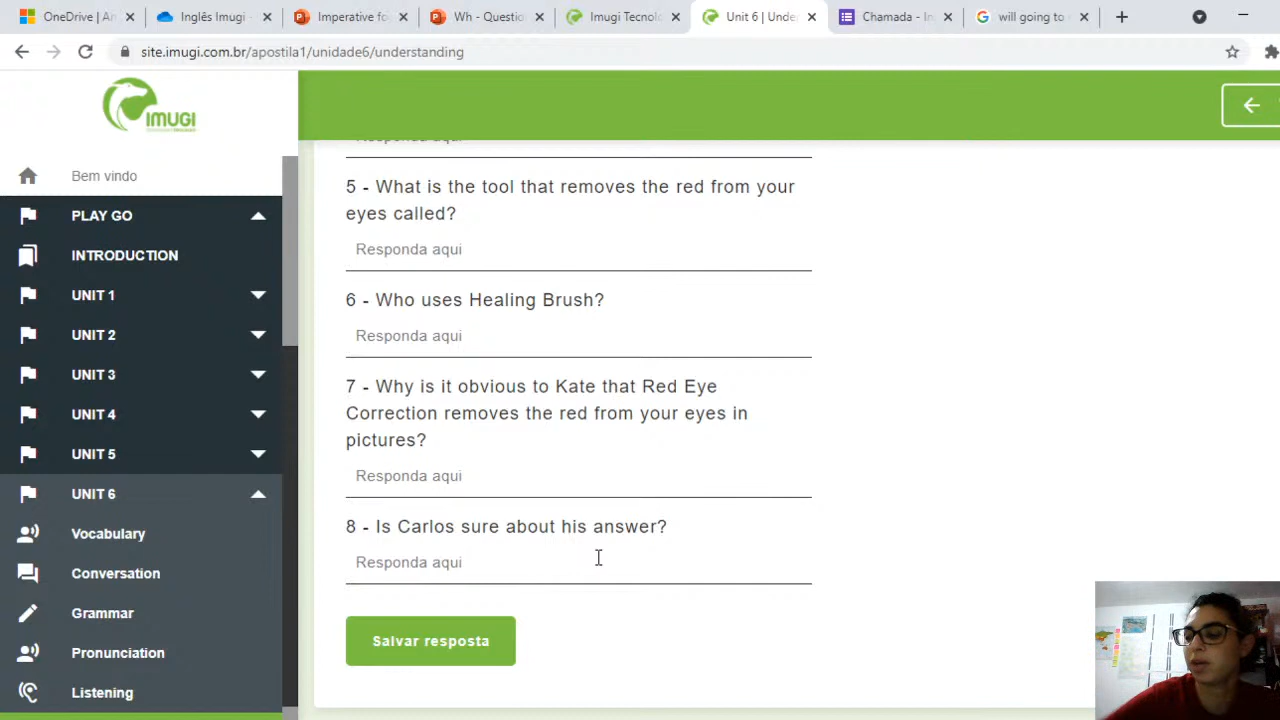 OneDrive | A
Inglês Imugi -
Imperative fo
Wh - Questio
Imugi Tecnolo
Unit 6 | Unde
Chamada - In
will going to
site.imugi.com.br/apostila1/unidade6/understanding
IMUGI
Bem vindo
PLAY GO
INTRODUCTION
UNIT 1
UNIT 2
UNIT 3
UNIT 4
UNIT 5
UNIT 6
Vocabulary
Conversation
Grammar
Pronunciation
Listening
Responda aqui
5 - What is the tool that removes the red from your
eyes called?
Responda aqui
6 - Who uses Healing Brush?
Responda aqui
7 - Why is it obvious to Kate that Red Eye
Correction removes the red from your eyes in
pictures?
Responda aqui
8 - Is Carlos sure about his answer?
Responda aqui
Salvar resposta